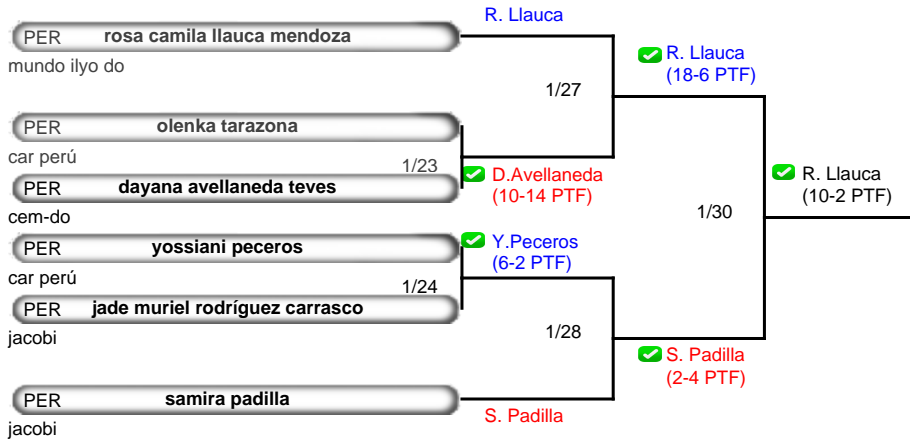 R. Llauca
PER rosa camila llauca mendoza
mundo ilyo do
R. Llauca
(18-6 PTF)
1/27
PER olenka tarazona
car perú
1/23
PER dayana avellaneda teves
cem-do
D.Avellaneda
(10-14 PTF)
R. Llauca
(10-2 PTF)
1/30
PER yossiani peceros
car perú
Y.Peceros
(6-2 PTF)
1/24
PER jade muriel rodríguez carrasco
jacobi
1/28
S. Padilla
(2-4 PTF)
PER samira padilla
jacobi
S. Padilla